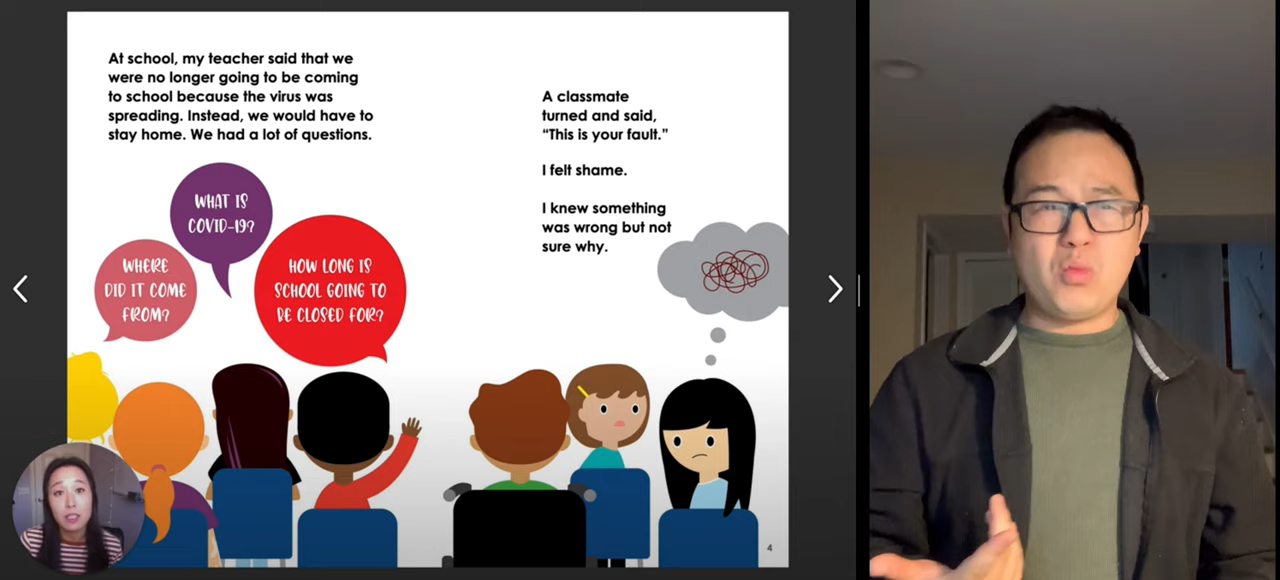 At school, my teacher said that we
were no longer going to be coming
to school because the virus was
spreading. Instead, we would have to
stay home. We had a lot of questions.
WHAT IS
COVID-19?
WHERE
DID IT COME
FROM?
HOW LONG IS
SCHOOL GOING TO
BE CLOSED FOR?
A classmate
turned and said,
“This is your fault.”
I felt shame.
I knew something
was wrong but not
sure why.
4